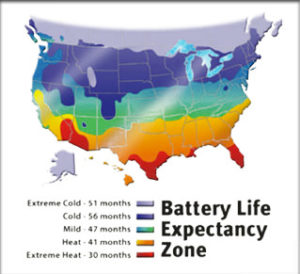 Extreme Cold - 51 months
Cold - 56 months
Mild - 47 months
Heat - 41 months
Extreme Heat - 30 months
Battery Life
Expectancy
Zone